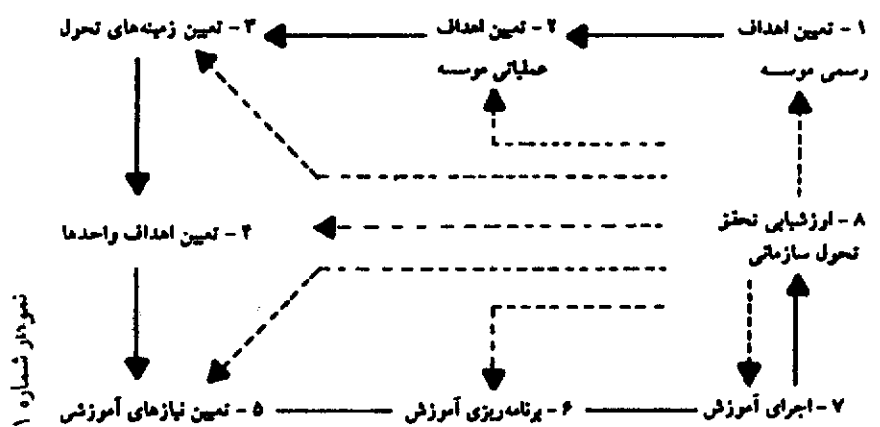 ۱ - تعیین اهداف
رسمی موسسه
۲ - تعیین اهداف
عملیاتی موسسه
۳ - تعیین زمینه‌های تحول
۴ - تعیین اهداف واحدها
۵ - تعیین نیازهای آموزشی
۶ - برنامه‌ریزی آموزش
۷ - اجرای آموزش
۸ - ارزشیابی تحقق
تحول سازمانی
نمودار شماره ۱